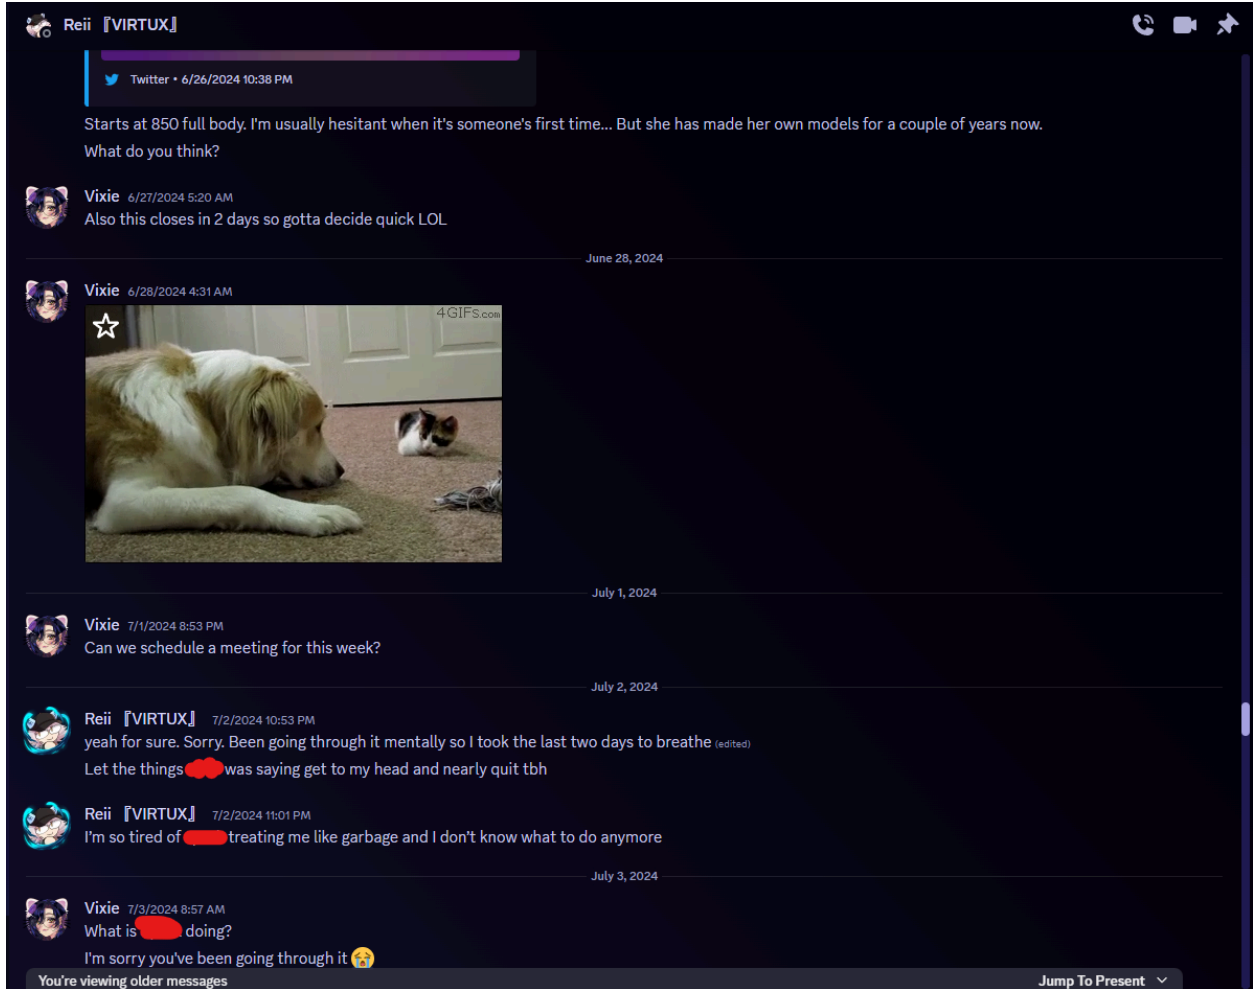 Reii 『VIRTUX』
Twitter • 6/26/2024 10:38 PM
Starts at 850 full body. I'm usually hesitant when it's someone's first time... But she has made her own models for a couple of years now.
What do you think?
Vixie 6/27/2024 5:20 AM
Also this closes in 2 days so gotta decide quick LOL
June 28, 2024
Vixie 6/28/2024 4:31 AM
4GIFs.com
July 1, 2024
Vixie 7/1/2024 8:53 PM
Can we schedule a meeting for this week?
July 2, 2024
Reii 『VIRTUX』 7/2/2024 10:53 PM
yeah for sure. Sorry. Been going through it mentally so I took the last two days to breathe (edited)
Let the things was saying get to my head and nearly quit tbh
Reii 『VIRTUX』 7/2/2024 11:01 PM
I'm so tired of treating me like garbage and I don't know what to do anymore
July 3, 2024
Vixie 7/3/2024 8:57 AM
What is doing?
I'm sorry you've been going through it 😭
You're viewing older messages Jump To Present